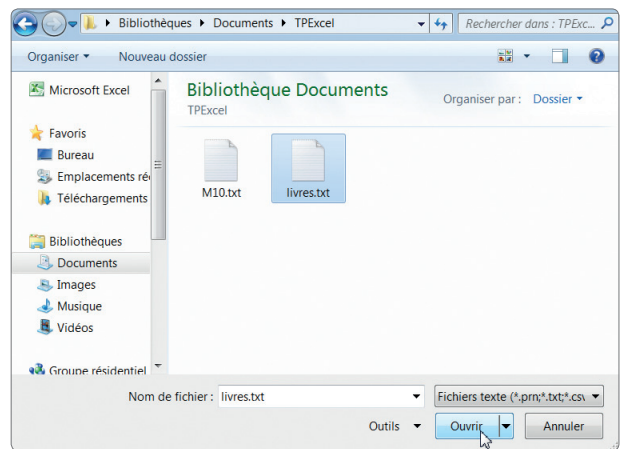 Bibliothèques Documents TPExcel Rechercher dans : TPExc...
Organiser Nouveau dossier
Microsoft Excel
Favoris
Bureau
Emplacements ré
Téléchargements
Bibliothèques
Documents
Images
Musique
Vidéos
Groupe résidentiel
Bibliothèque Documents
TPExcel
Organiser par : Dossier
M10.txt livres.txt
Nom de fichier : livres.txt Fichiers texte (*.prn;*.txt;*.csv
Outils Ouvrir Annuler